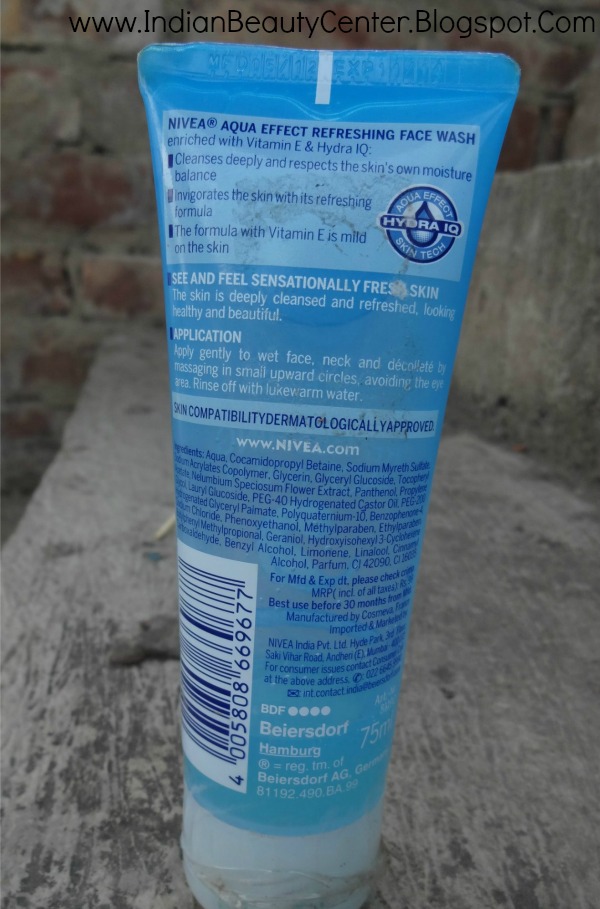 www.IndianBeautyCenter.Blogspot.Com
NIVEA® AQUA EFFECT REFRESHING FACE WASH
enriched with Vitamin E & Hydra IQ:
Cleanses deeply and respects the skin's own moisture
balance
Invigorates the skin with its refreshing
formula
The formula with Vitamin E is mild
on the skin
AQUA EFFECT
HYDRA IQ
SKIN TECH
SEE AND FEEL SENSATIONALLY FRESH SKIN
The skin is deeply cleansed and refreshed, looking
healthy and beautiful.
APPLICATION
Apply gently to wet face, neck and décolleté by
massaging in small upward circles, avoiding the eye
area. Rinse off with lukewarm water.
SKIN COMPATIBILITY DERMATOLOGICALLY APPROVED.
www.NIVEA.com
Ingredients: Aqua, Cocamidopropyl Betaine, Sodium Myreth Sulfate,
Acrylates Copolymer, Glycerin, Glyceryl Glucoside,
Nelumbium Speciosum Flower Extract, Panthenol,
Lauryl Glucoside, PEG-40 Hydrogenated Castor Oil,
Glyceryl Palmate, Polyquaternium-10, Benzophenone-4,
Chloride, Phenoxyethanol, Methylparaben, Ethylparaben,
Methylpropional, Geraniol, Hydroxyisohexyl 3-Cyclohexene
Benzyl Alcohol, Limonene, Linalool,
Alcohol, Parfum, CI 42090,
For Mfd & Exp dt. please check
MRP( incl. of all taxes):
Best use before 30 months from
Manufactured by Cosmeva,
Imported & Marketed
NIVEA India Pvt. Ltd. Hyde Park,
Saki Vihar Road, Andheri (E), Mumbai
For consumer issues contact
at the above address.
4 005808 669677
BDF
Beiersdorf
Hamburg
75ml
® = reg. tm. of
Beiersdorf AG,
81192.490.BA.99